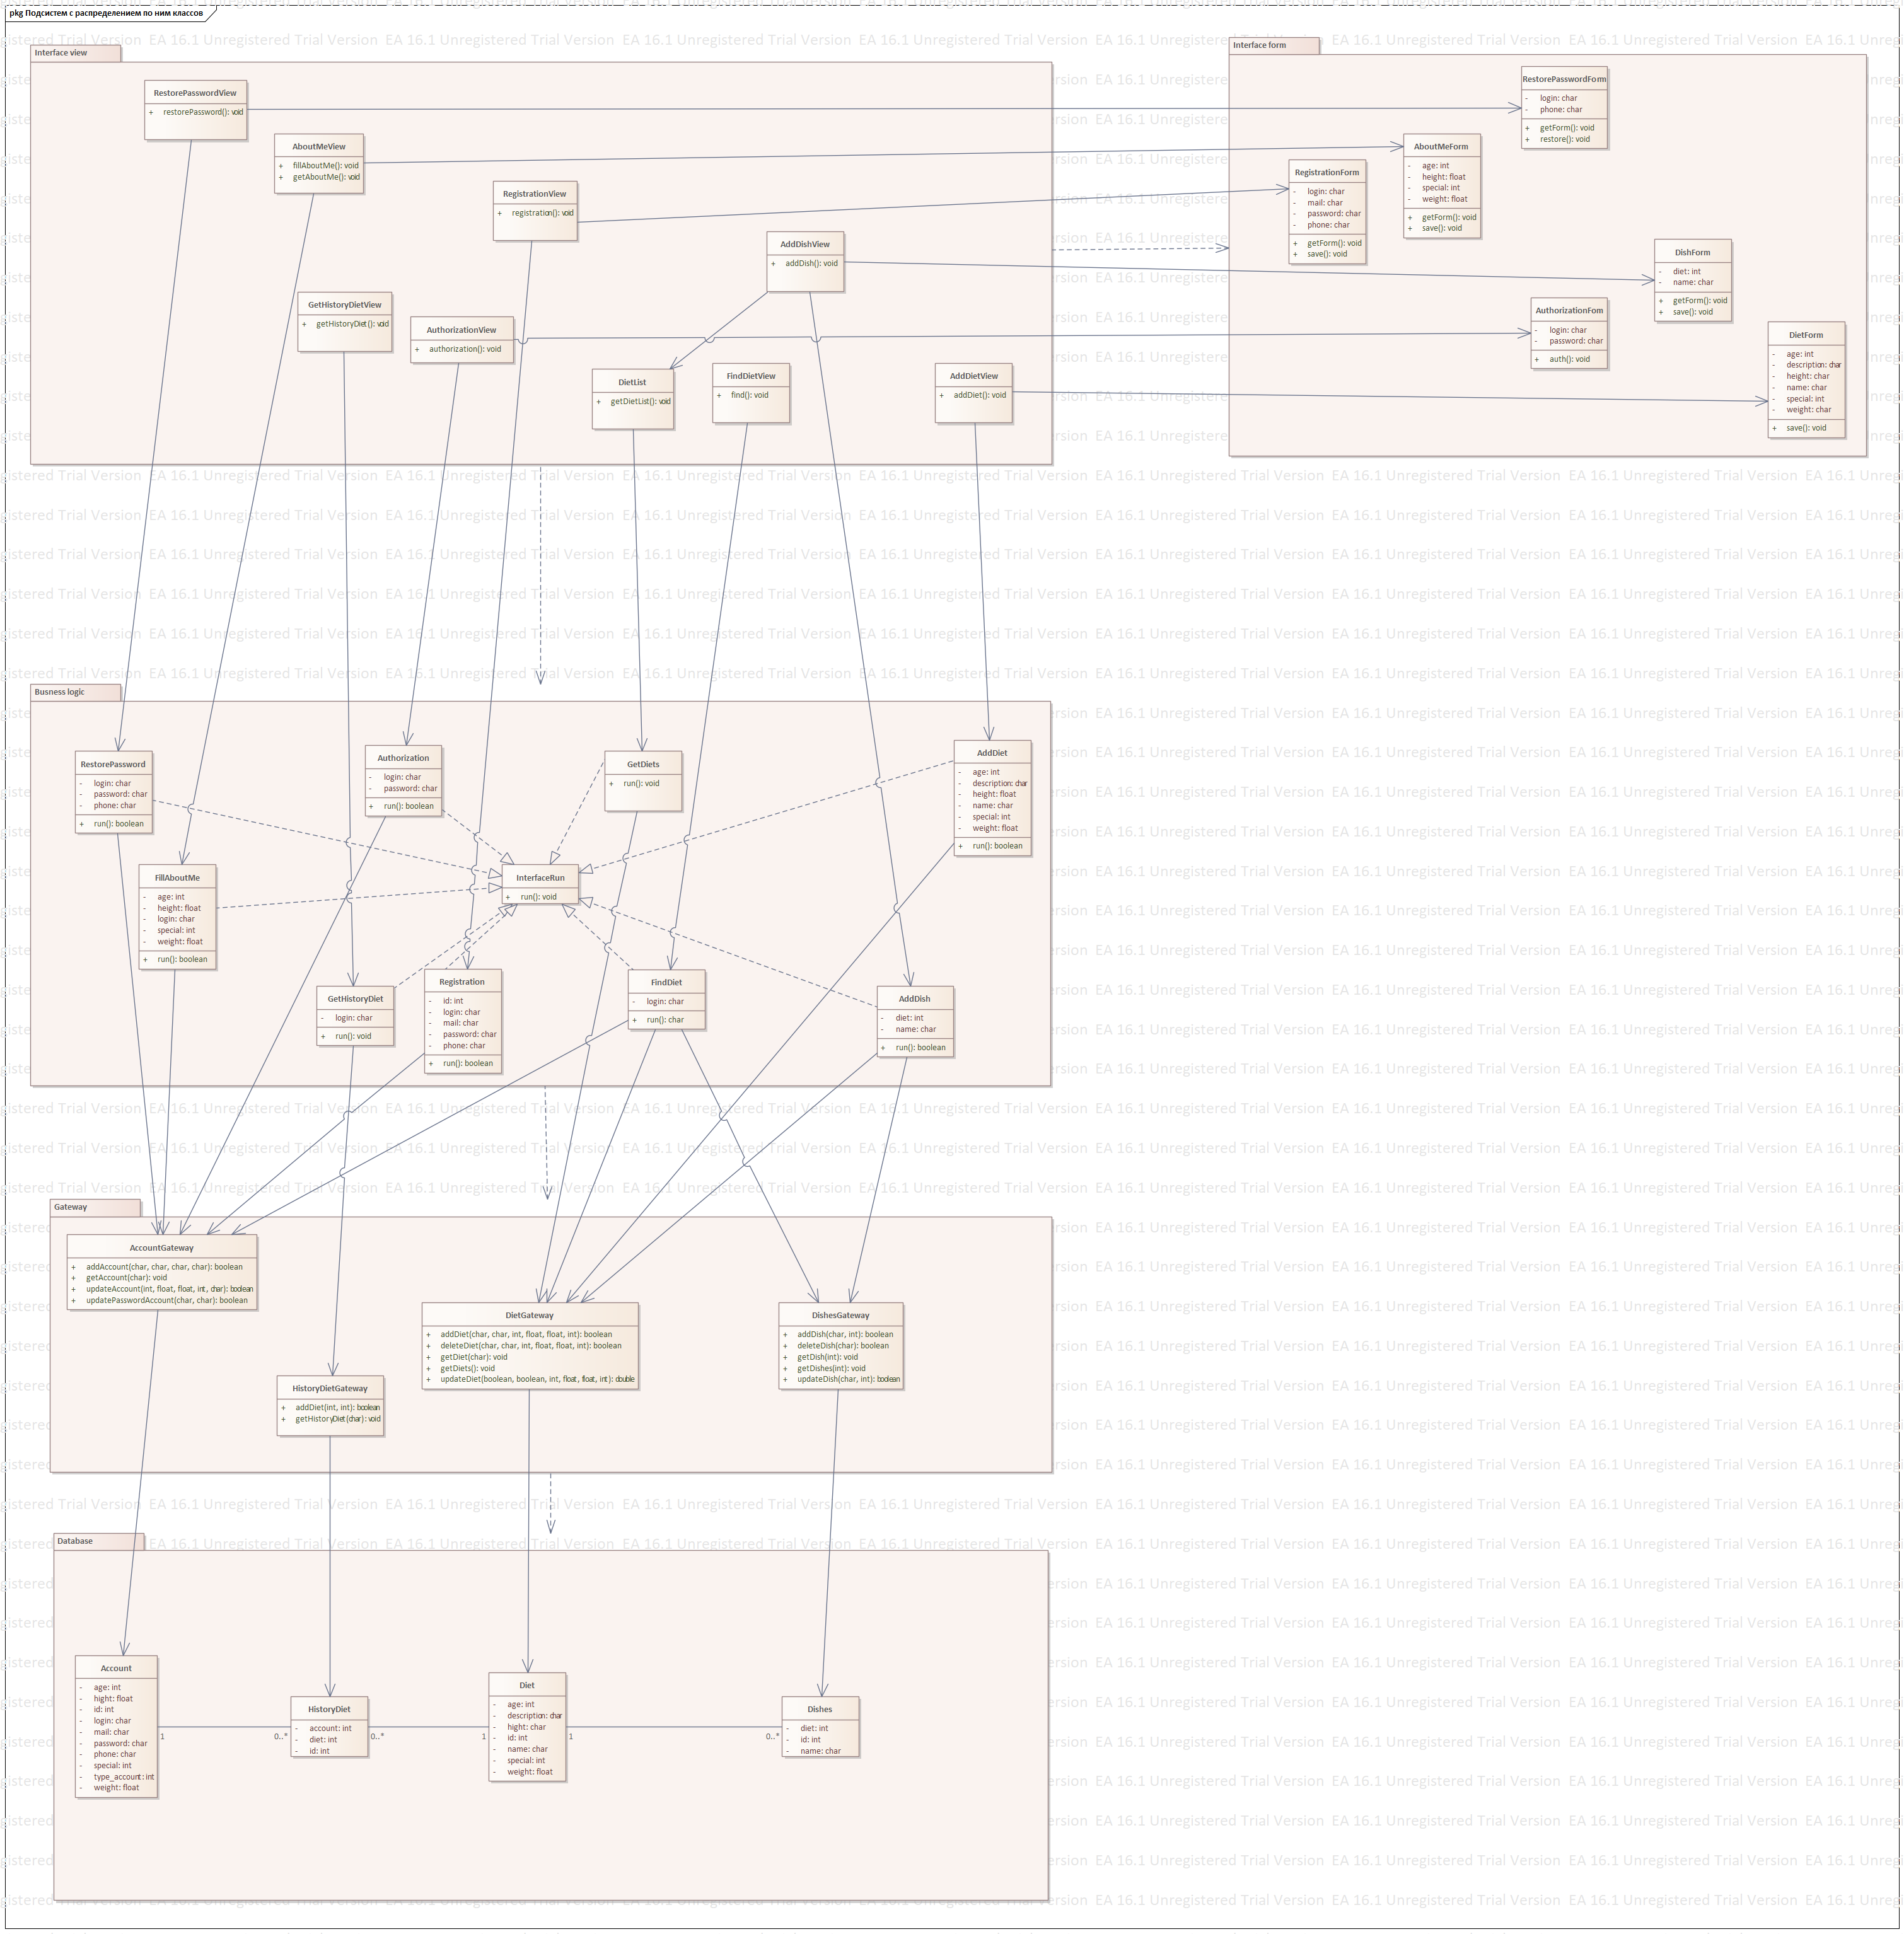 pkg Подсистем с распределением по ним классов
EA 16.1 Unregistered Trial Version
Interface view
RestorePasswordView
+ restorePassword(): void
AboutMeView
+ fillAboutMe(): void
+ getAboutMe(): void
RegistrationView
+ registration(): void
AddDishView
+ addDish(): void
GetHistoryDietView
+ getHistoryDiet(): void
AuthorizationView
+ authorization(): void
DietList
+ getDietList(): void
FindDietView
+ find(): void
AddDietView
+ addDiet(): void
Interface form
RestorePasswordForm
- login: char
- phone: char
+ getForm(): void
+ restore(): void
AboutMeForm
- age: int
- height: float
- special: int
- weight: float
+ getForm(): void
+ save(): void
RegistrationForm
- login: char
- mail: char
- password: char
- phone: char
+ getForm(): void
+ save(): void
DishForm
- diet: int
- name: char
+ getForm(): void
+ save(): void
AuthorizationFom
- login: char
- password: char
+ auth(): void
DietForm
- age: int
- description: char
- height: char
- name: char
- special: int
- weight: char
+ save(): void
Busness logic
RestorePassword
- login: char
- password: char
- phone: char
+ run(): boolean
Authorization
- login: char
- password: char
+ run(): boolean
GetDiets
+ run(): void
AddDiet
- age: int
- description: char
- height: float
- name: char
- special: int
- weight: float
+ run(): boolean
FillAboutMe
- age: int
- height: float
- login: char
- special: int
- weight: float
+ run(): boolean
InterfaceRun
+ run(): void
GetHistoryDiet
- login: char
+ run(): void
Registration
- id: int
- login: char
- mail: char
- password: char
- phone: char
+ run(): boolean
FindDiet
- login: char
+ run(): char
AddDish
- diet: int
- name: char
+ run(): boolean
Gateway
AccountGateway
+ addAccount(char, char, char, char): boolean
+ getAccount(char): void
+ updateAccount(int, float, float, int, char): boolean
+ updatePasswordAccount(char, char): boolean
DietGateway
+ addDiet(char, char, int, float, float, int): boolean
+ deleteDiet(char, char, int, float, float, int): boolean
+ getDiet(char): void
+ getDiets(): void
+ updateDiet(boolean, boolean, int, float, float, int): double
DishesGateway
+ addDish(char, int): boolean
+ deleteDish(char): boolean
+ getDish(int): void
+ getDishes(int): void
+ updateDish(char, int): boolean
HistoryDietGateway
+ addDiet(int, int): boolean
+ getHistoryDiet(char): void
Database
Account
- age: int
- hight: float
- id: int
- login: char
- mail: char
- password: char
- phone: char
- special: int
- type_account: int
- weight: float
HistoryDiet
- account: int
- diet: int
- id: int
Diet
- age: int
- description: char
- hight: char
- id: int
- name: char
- special: int
- weight: float
Dishes
- diet: int
- id: int
- name: char
1
0..*
0..*
1
1
0..*